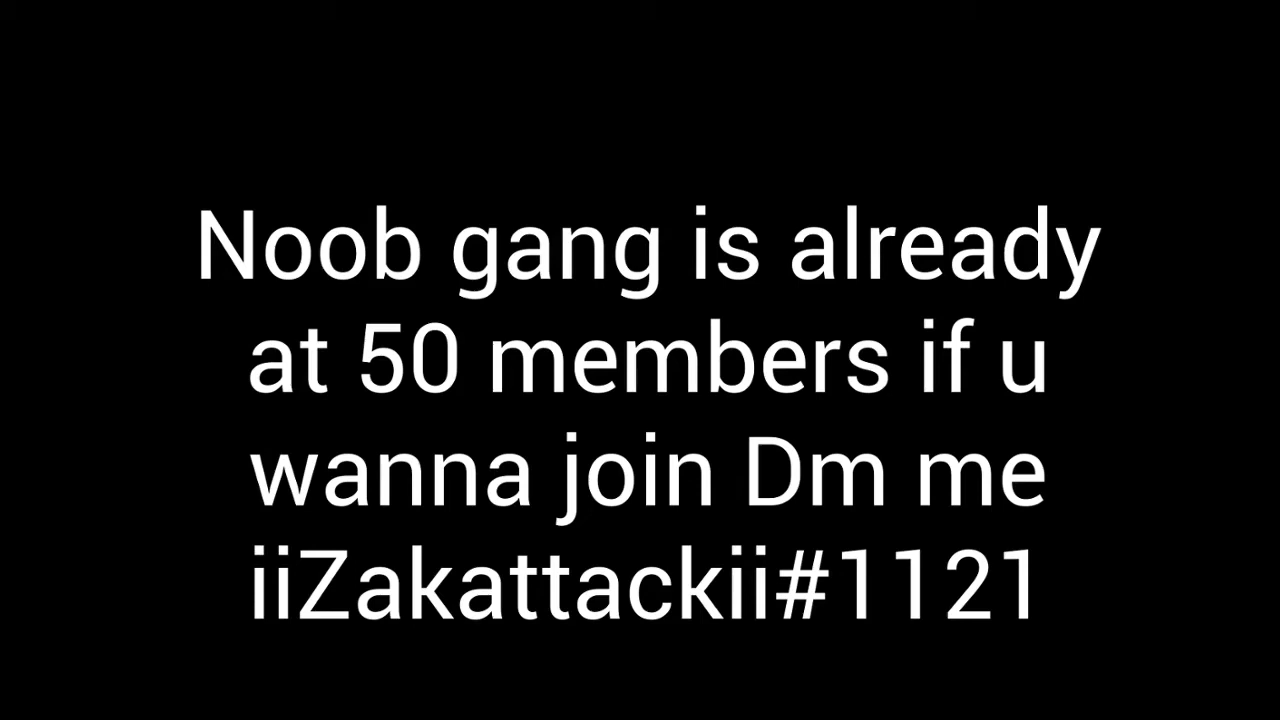 Noob gang is already
at 50 members if u
wanna join Dm me
iiZakattackii#1121